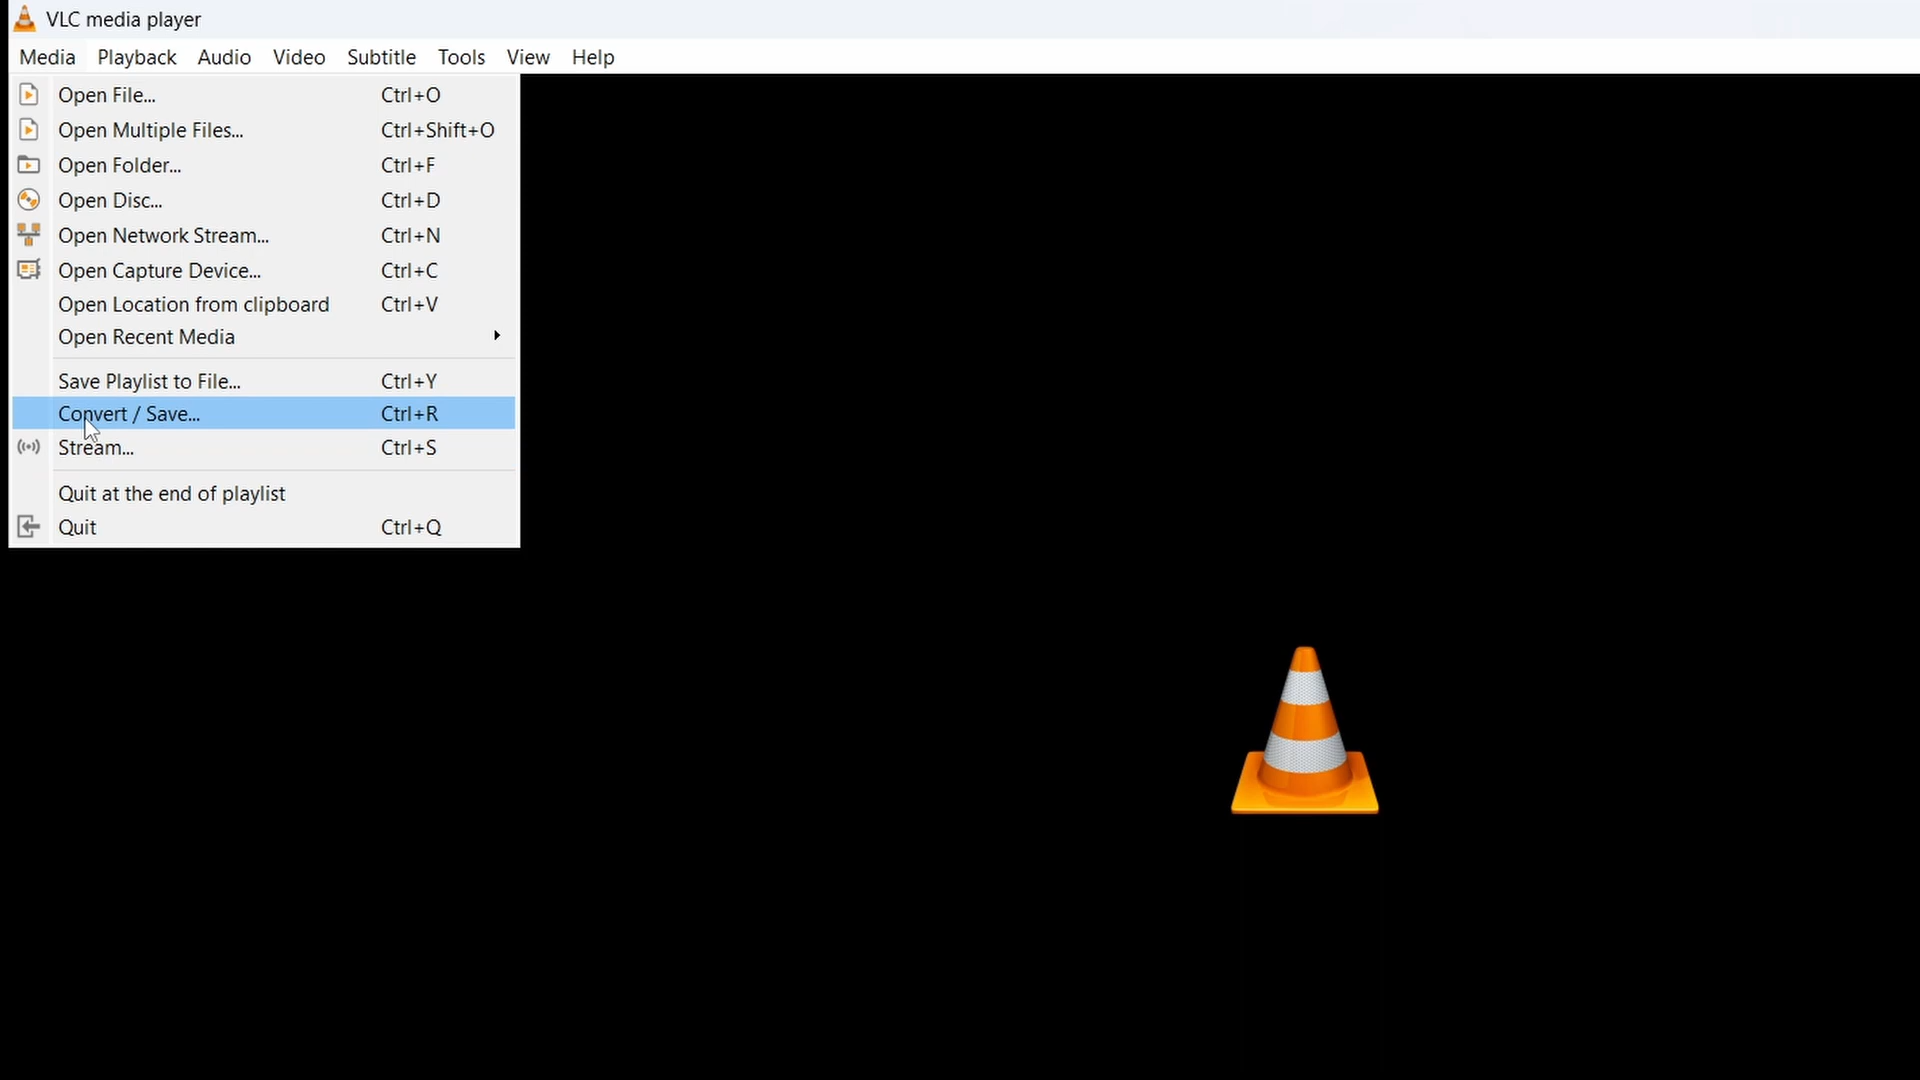 VLC media player
Media Playback Audio Video Subtitle Tools View Help
Open File... Ctrl+O
Open Multiple Files... Ctrl+Shift+O
Open Folder... Ctrl+F
Open Disc... Ctrl+D
Open Network Stream... Ctrl+N
Open Capture Device... Ctrl+C
Open Location from clipboard Ctrl+V
Open Recent Media
Save Playlist to File... Ctrl+Y
Convert / Save... Ctrl+R
Stream... Ctrl+S
Quit at the end of playlist
Quit Ctrl+Q